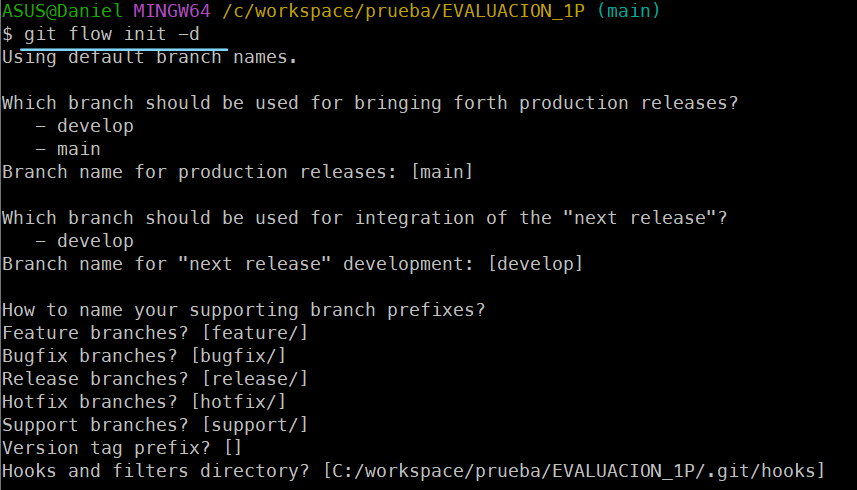 ASUS@Daniel MINGW64 /c/workspace/prueba/EVALUACION_1P (main)
$ git flow init -d
Using default branch names.

Which branch should be used for bringing forth production releases?
   - develop
   - main
Branch name for production releases: [main]

Which branch should be used for integration of the "next release"?
   - develop
Branch name for "next release" development: [develop]

How to name your supporting branch prefixes?
Feature branches? [feature/]
Bugfix branches? [bugfix/]
Release branches? [release/]
Hotfix branches? [hotfix/]
Support branches? [support/]
Version tag prefix? []
Hooks and filters directory? [C:/workspace/prueba/EVALUACION_1P/.git/hooks]